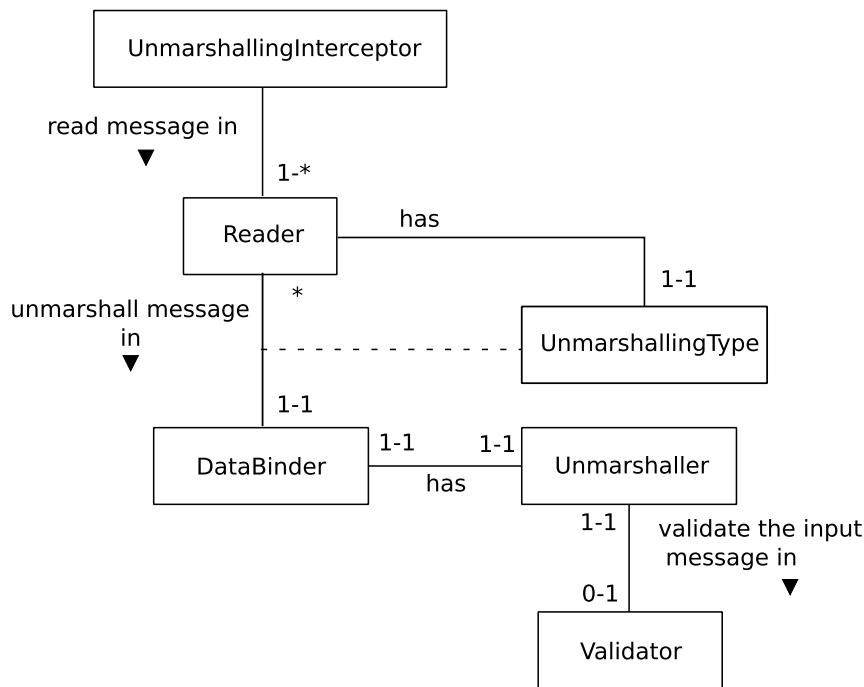 UnmarshallingInterceptor
read message in
1-*
Reader
has
*
1-1
unmarshall message
in
UnmarshallingType
1-1
DataBinder
1-1
1-1
has
Unmarshaller
1-1
validate the input
message in
0-1
Validator